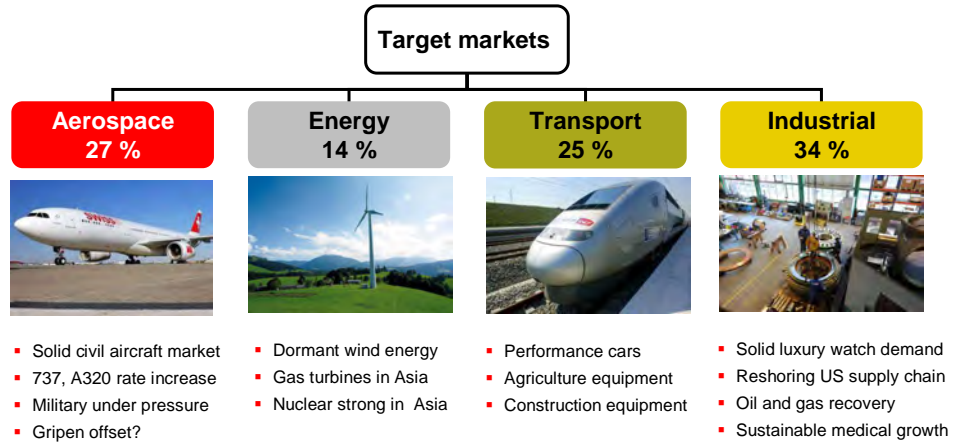 Target markets
Aerospace
27 %
Energy
14 %
Transport
25 %
Industrial
34 %
SWISS
▪ Solid civil aircraft market
▪ 737, A320 rate increase
▪ Military under pressure
▪ Gripen offset?
▪ Dormant wind energy
▪ Gas turbines in Asia
▪ Nuclear strong in Asia
▪ Performance cars
▪ Agriculture equipment
▪ Construction equipment
▪ Solid luxury watch demand
▪ Reshoring US supply chain
▪ Oil and gas recovery
▪ Sustainable medical growth